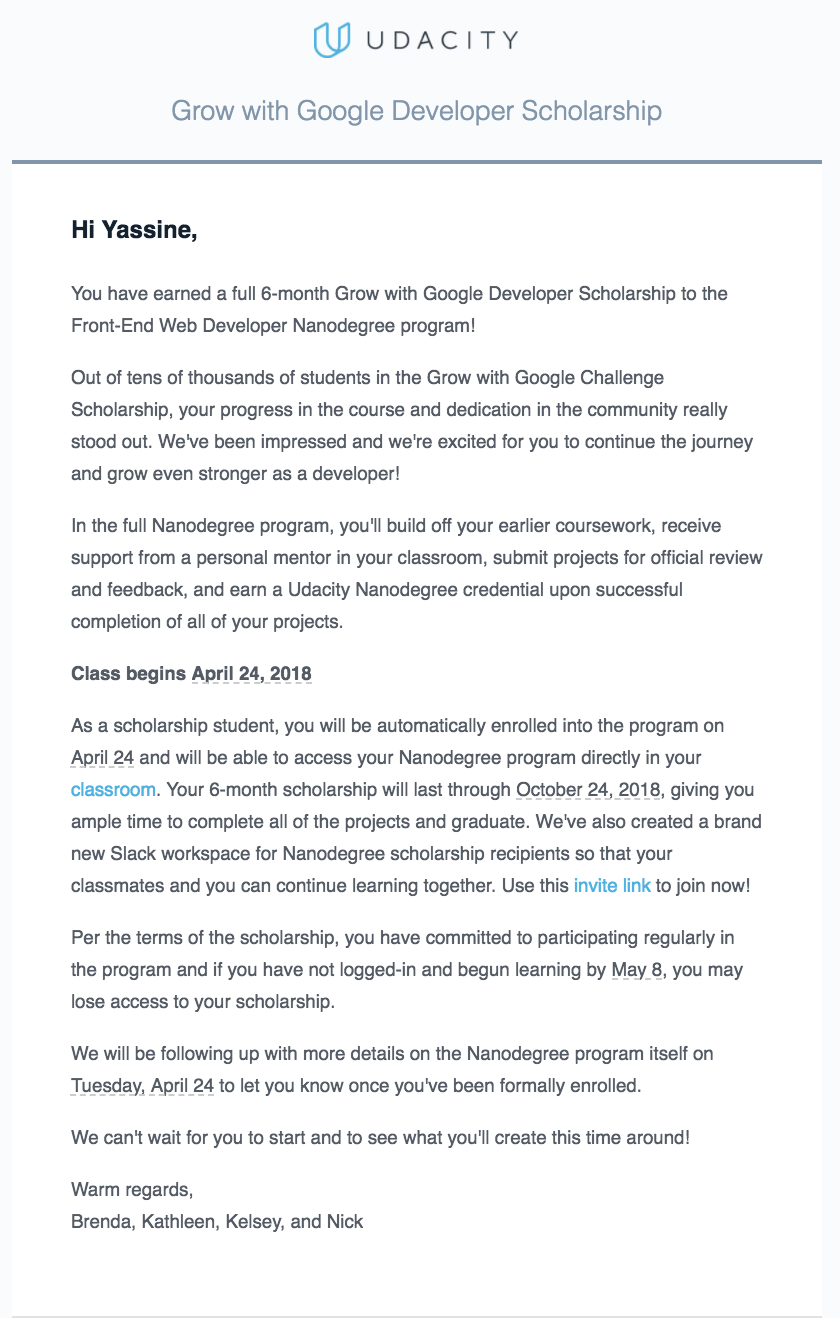 UDACITY
Grow with Google Developer Scholarship
Hi Yassine,
You have earned a full 6-month Grow with Google Developer Scholarship to the
Front-End Web Developer Nanodegree program!
Out of tens of thousands of students in the Grow with Google Challenge
Scholarship, your progress in the course and dedication in the community really
stood out. We've been impressed and we're excited for you to continue the journey
and grow even stronger as a developer!
In the full Nanodegree program, you'll build off your earlier coursework, receive
support from a personal mentor in your classroom, submit projects for official review
and feedback, and earn a Udacity Nanodegree credential upon successful
completion of all of your projects.
Class begins April 24, 2018
As a scholarship student, you will be automatically enrolled into the program on
April 24 and will be able to access your Nanodegree program directly in your
classroom. Your 6-month scholarship will last through October 24, 2018, giving you
ample time to complete all of the projects and graduate. We've also created a brand
new Slack workspace for Nanodegree scholarship recipients so that your
classmates and you can continue learning together. Use this invite link to join now!
Per the terms of the scholarship, you have committed to participating regularly in
the program and if you have not logged-in and begun learning by May 8, you may
lose access to your scholarship.
We will be following up with more details on the Nanodegree program itself on
Tuesday, April 24 to let you know once you've been formally enrolled.
We can't wait for you to start and to see what you'll create this time around!
Warm regards,
Brenda, Kathleen, Kelsey, and Nick